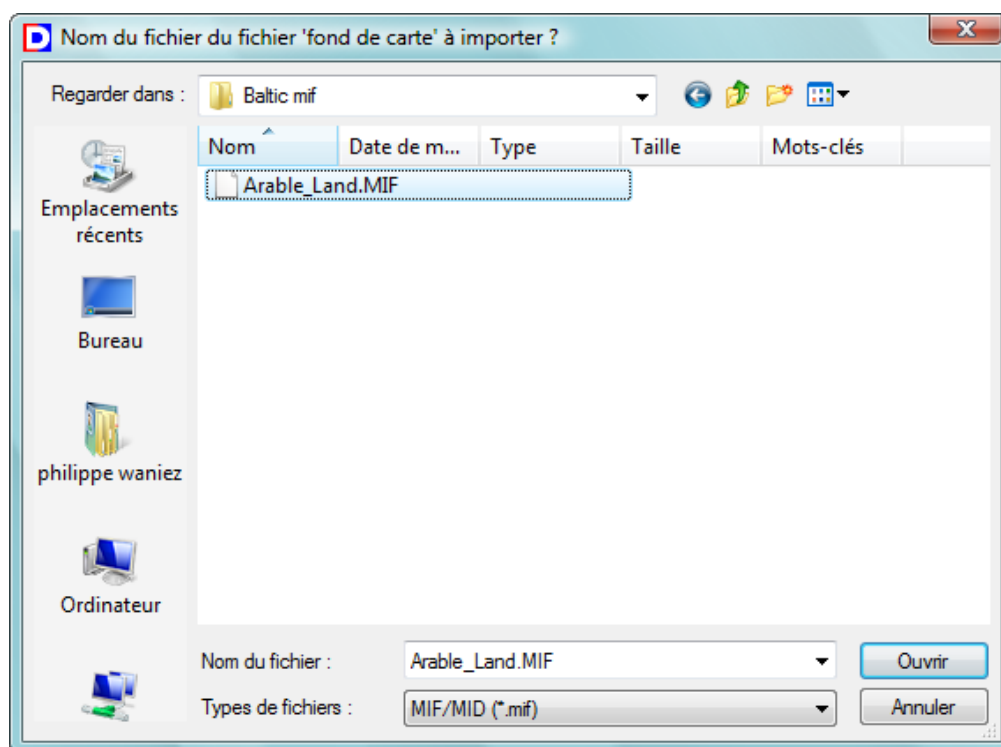 D Nom du fichier du fichier 'fond de carte' à importer ?
Regarder dans : Baltic mif
Nom Date de m... Type Taille Mots-clés
Arable_Land.MIF
Emplacements
récents
Bureau
philippe waniez
Ordinateur
Nom du fichier : Arable_Land.MIF Ouvrir
Types de fichiers : MIF/MID (*.mif) Annuler